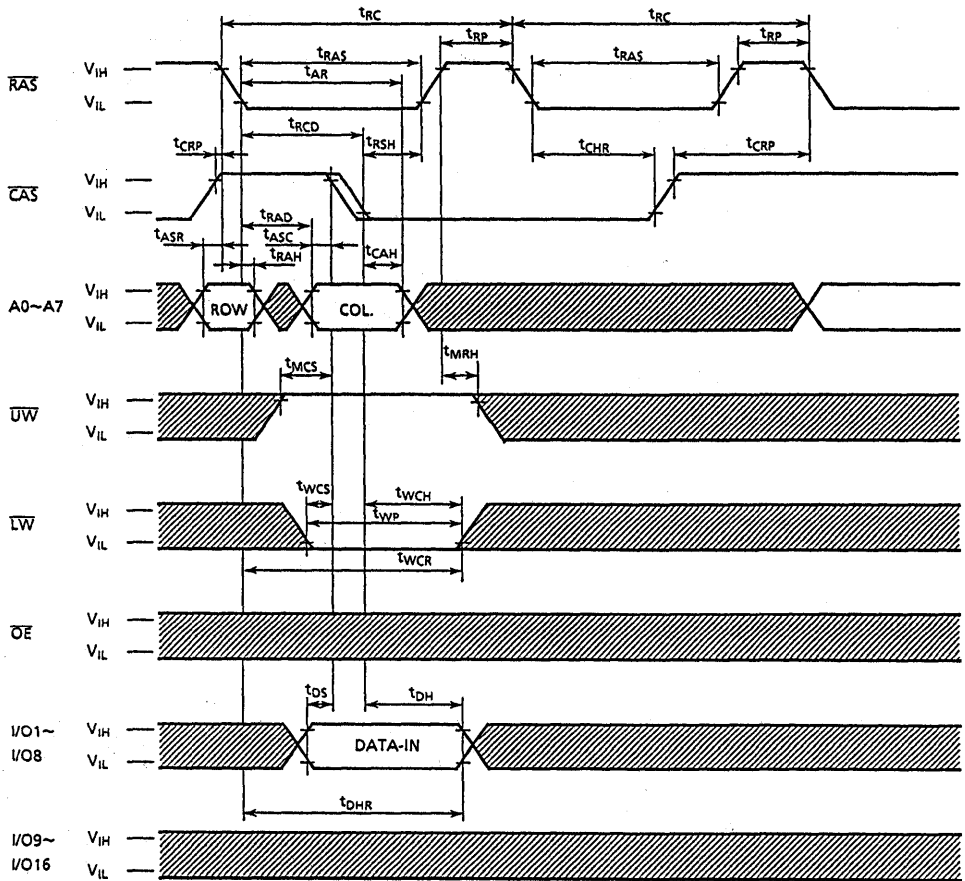 tRC tRC
tRP tRP
tRAS tRAS
tAR
RAS VIH
VIL
tRCD
tCRP tRSH tCHR tCRP
CAS VIH
VIL
tRAD
tASR tASC
tRAH tCAH
A0~A7 VIH
ROW COL.
VIL
tMCS tMRH
UW VIH
VIL
tWCS tWCH
tWP
LW VIH
VIL
tWCR
OE VIH
VIL
tDS tDH
I/O1~ VIH
DATA-IN
I/O8 VIL
tDHR
I/O9~ VIH
I/O16 VIL